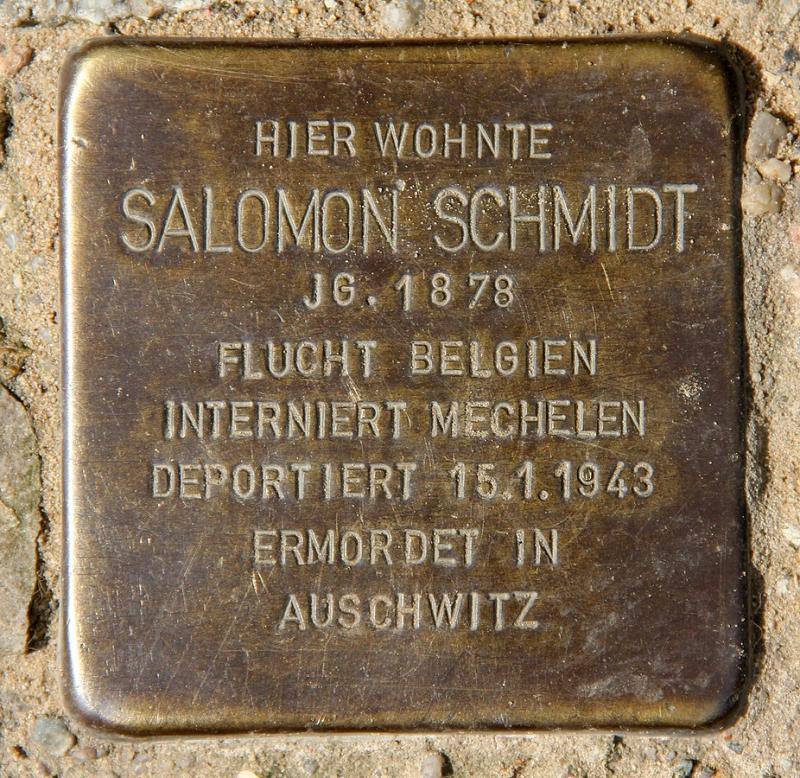 HIER WOHNTE
SALOMON SCHMIDT
JG. 1878
FLUCHT BELGIEN
INTERNIERT MECHELEN
DEPORTIERT 15.1.1943
ERMORDET IN
AUSCHWITZ